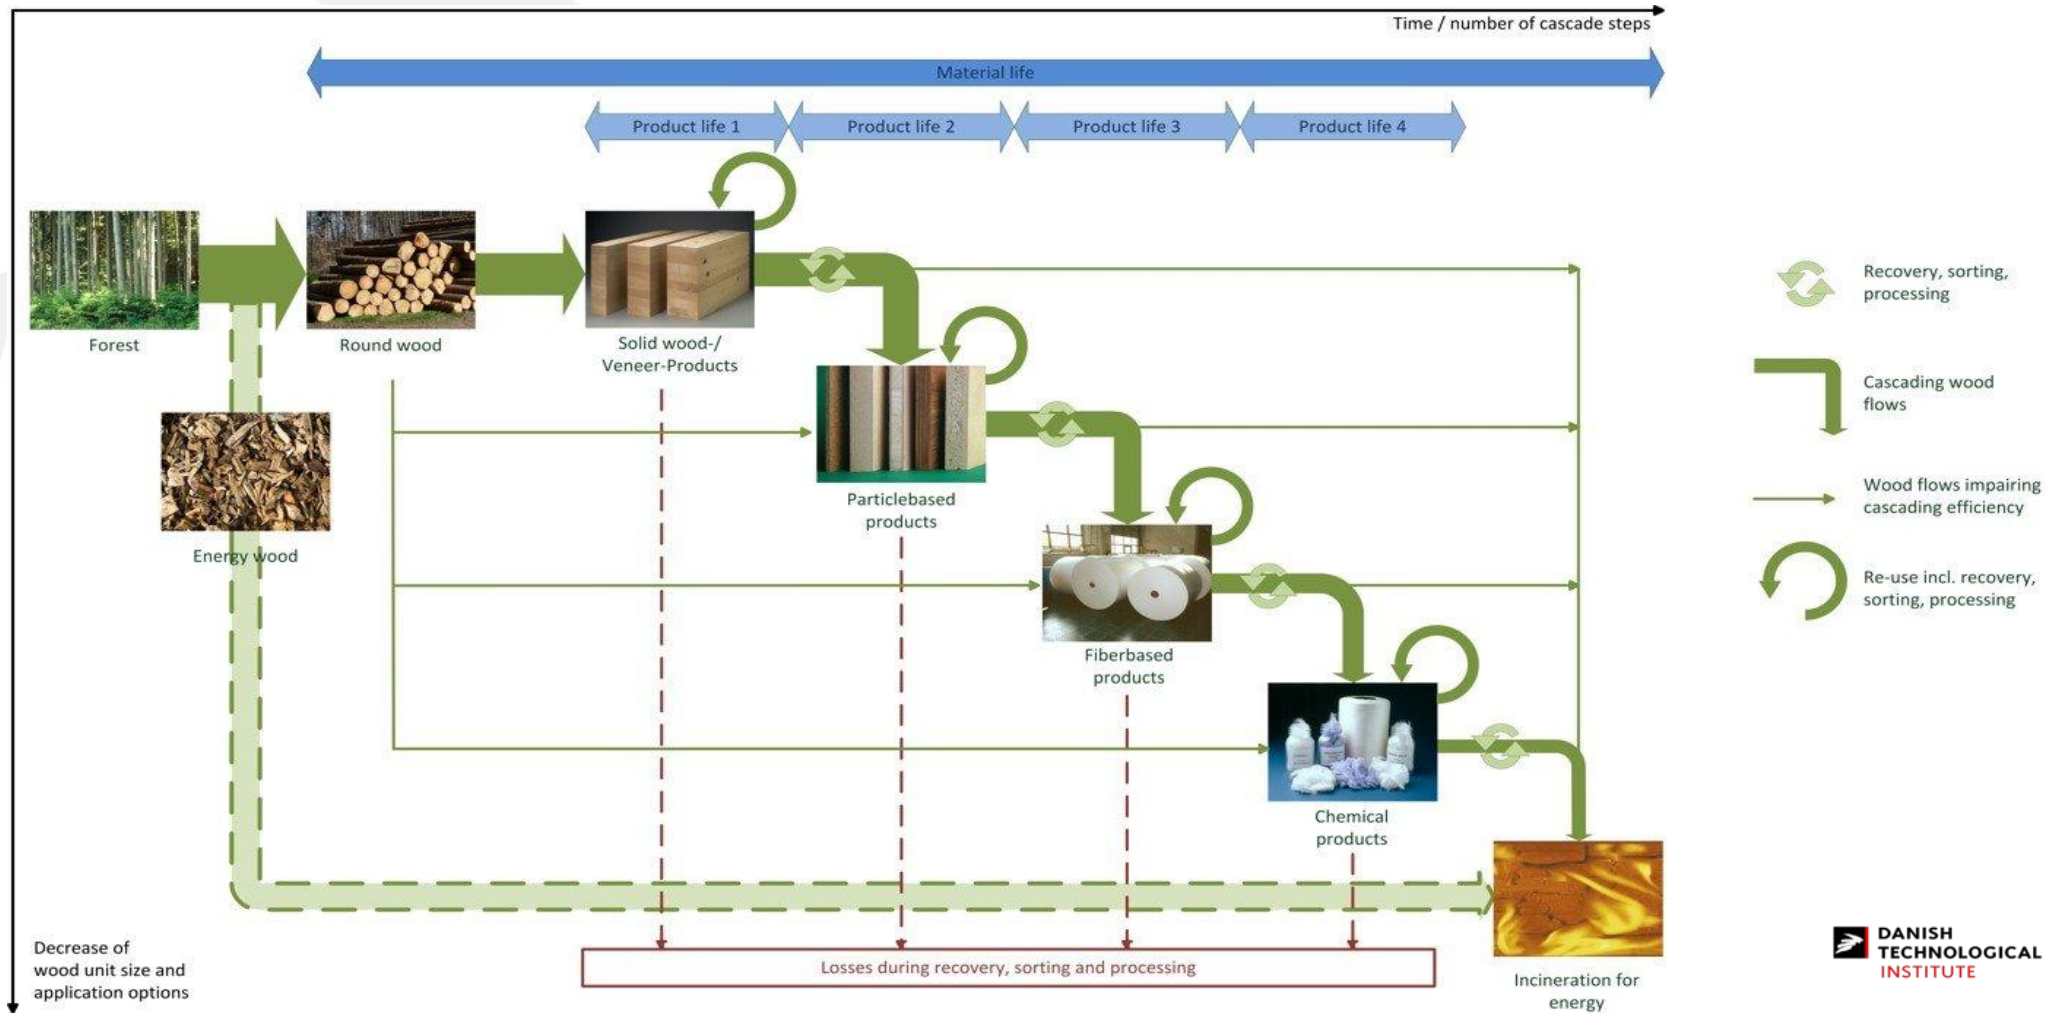 Time / number of cascade steps
Material life
Product life 1
Product life 2
Product life 3
Product life 4
Forest
Round wood
Solid wood-/
Veneer-Products
Particlebased
products
Energy wood
Fiberbased
products
Chemical
products
Incineration for
energy
Losses during recovery, sorting and processing
Decrease of
wood unit size and
application options
Recovery, sorting,
processing
Cascading wood
flows
Wood flows impairing
cascading efficiency
Re-use incl. recovery,
sorting, processing
DANISH
TECHNOLOGICAL
INSTITUTE